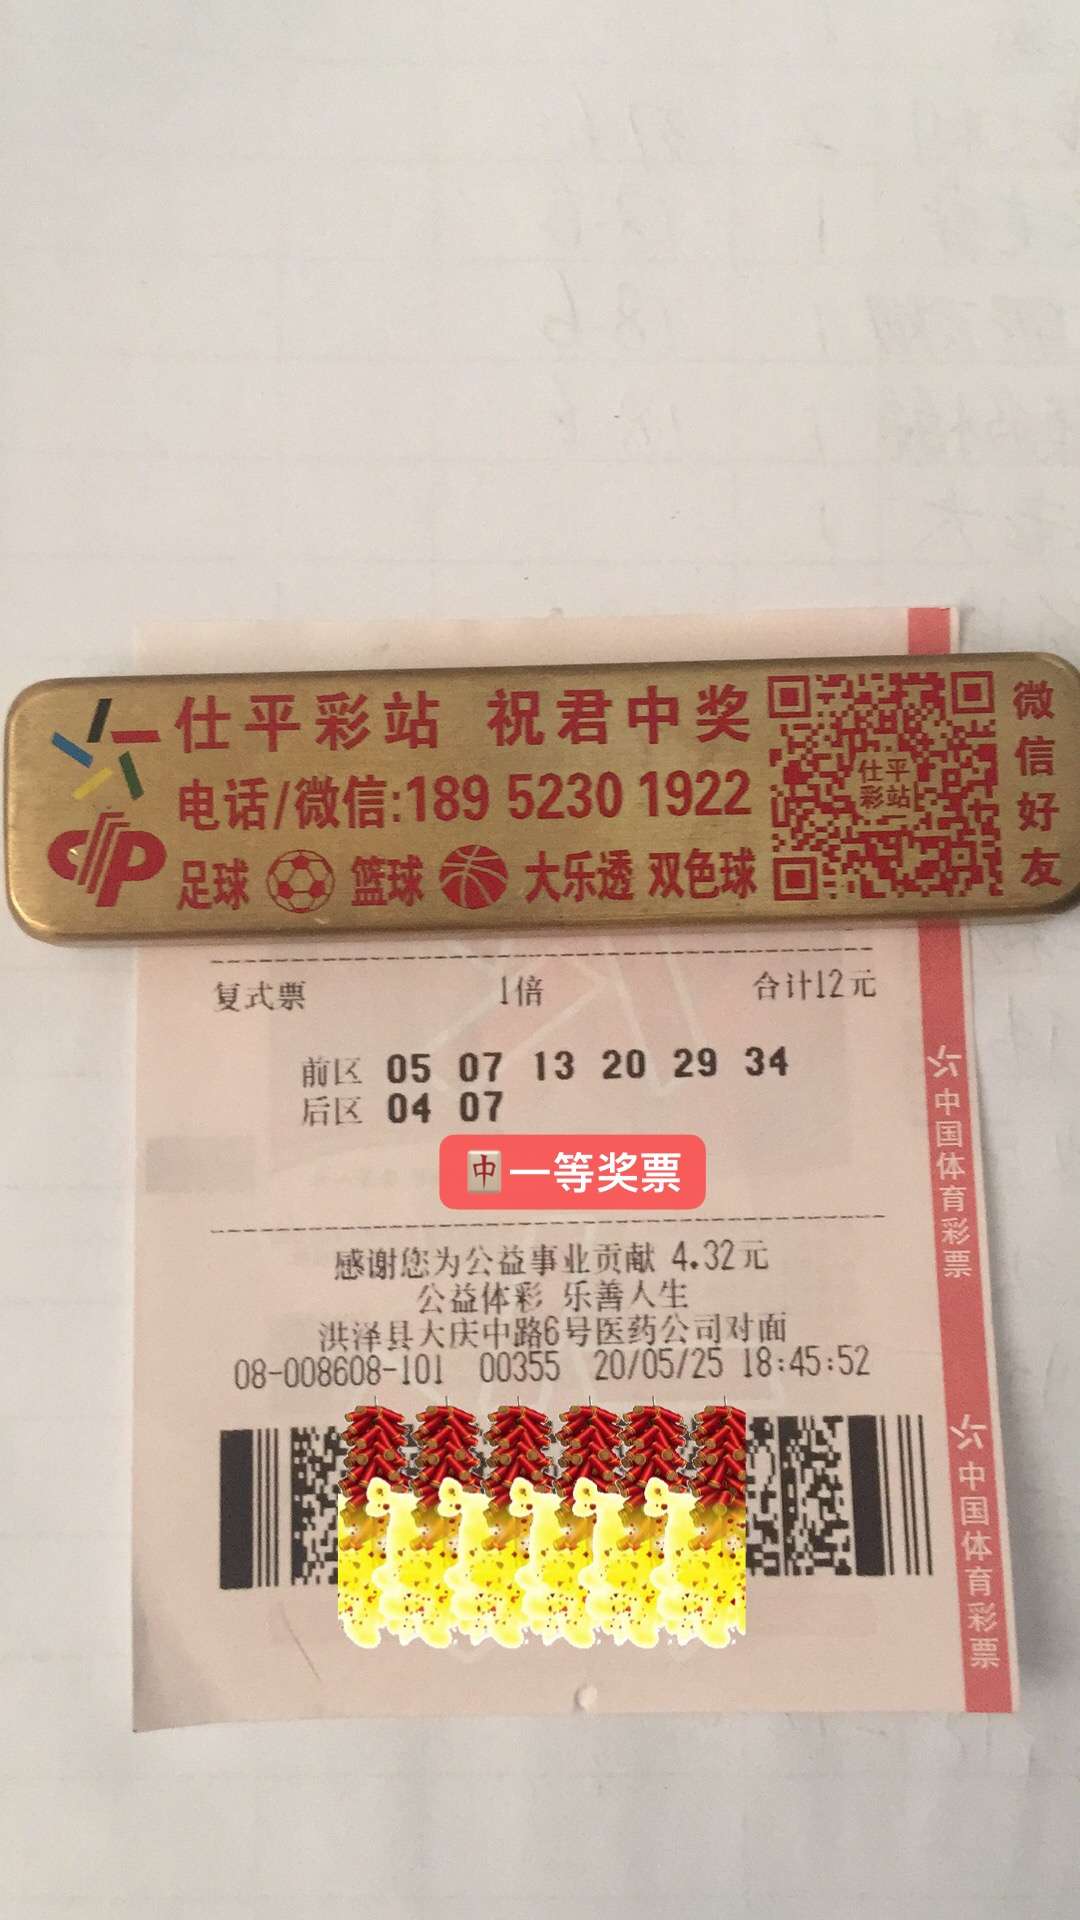 仕平彩站 祝君中奖
电话/微信:189 5230 1922
足球 篮球 大乐透 双色球
仕平
彩站
微信好友
复式票 1倍 合计12元
前区 05 07 13 20 29 34
后区 04 07
中一等奖票
感谢您为公益事业贡献 4.32元
公益体彩 乐善人生
洪泽县大庆中路6号医药公司对面
08-008608-101 00355 20/05/25 18:45:52
中国体育彩票
中国体育彩票